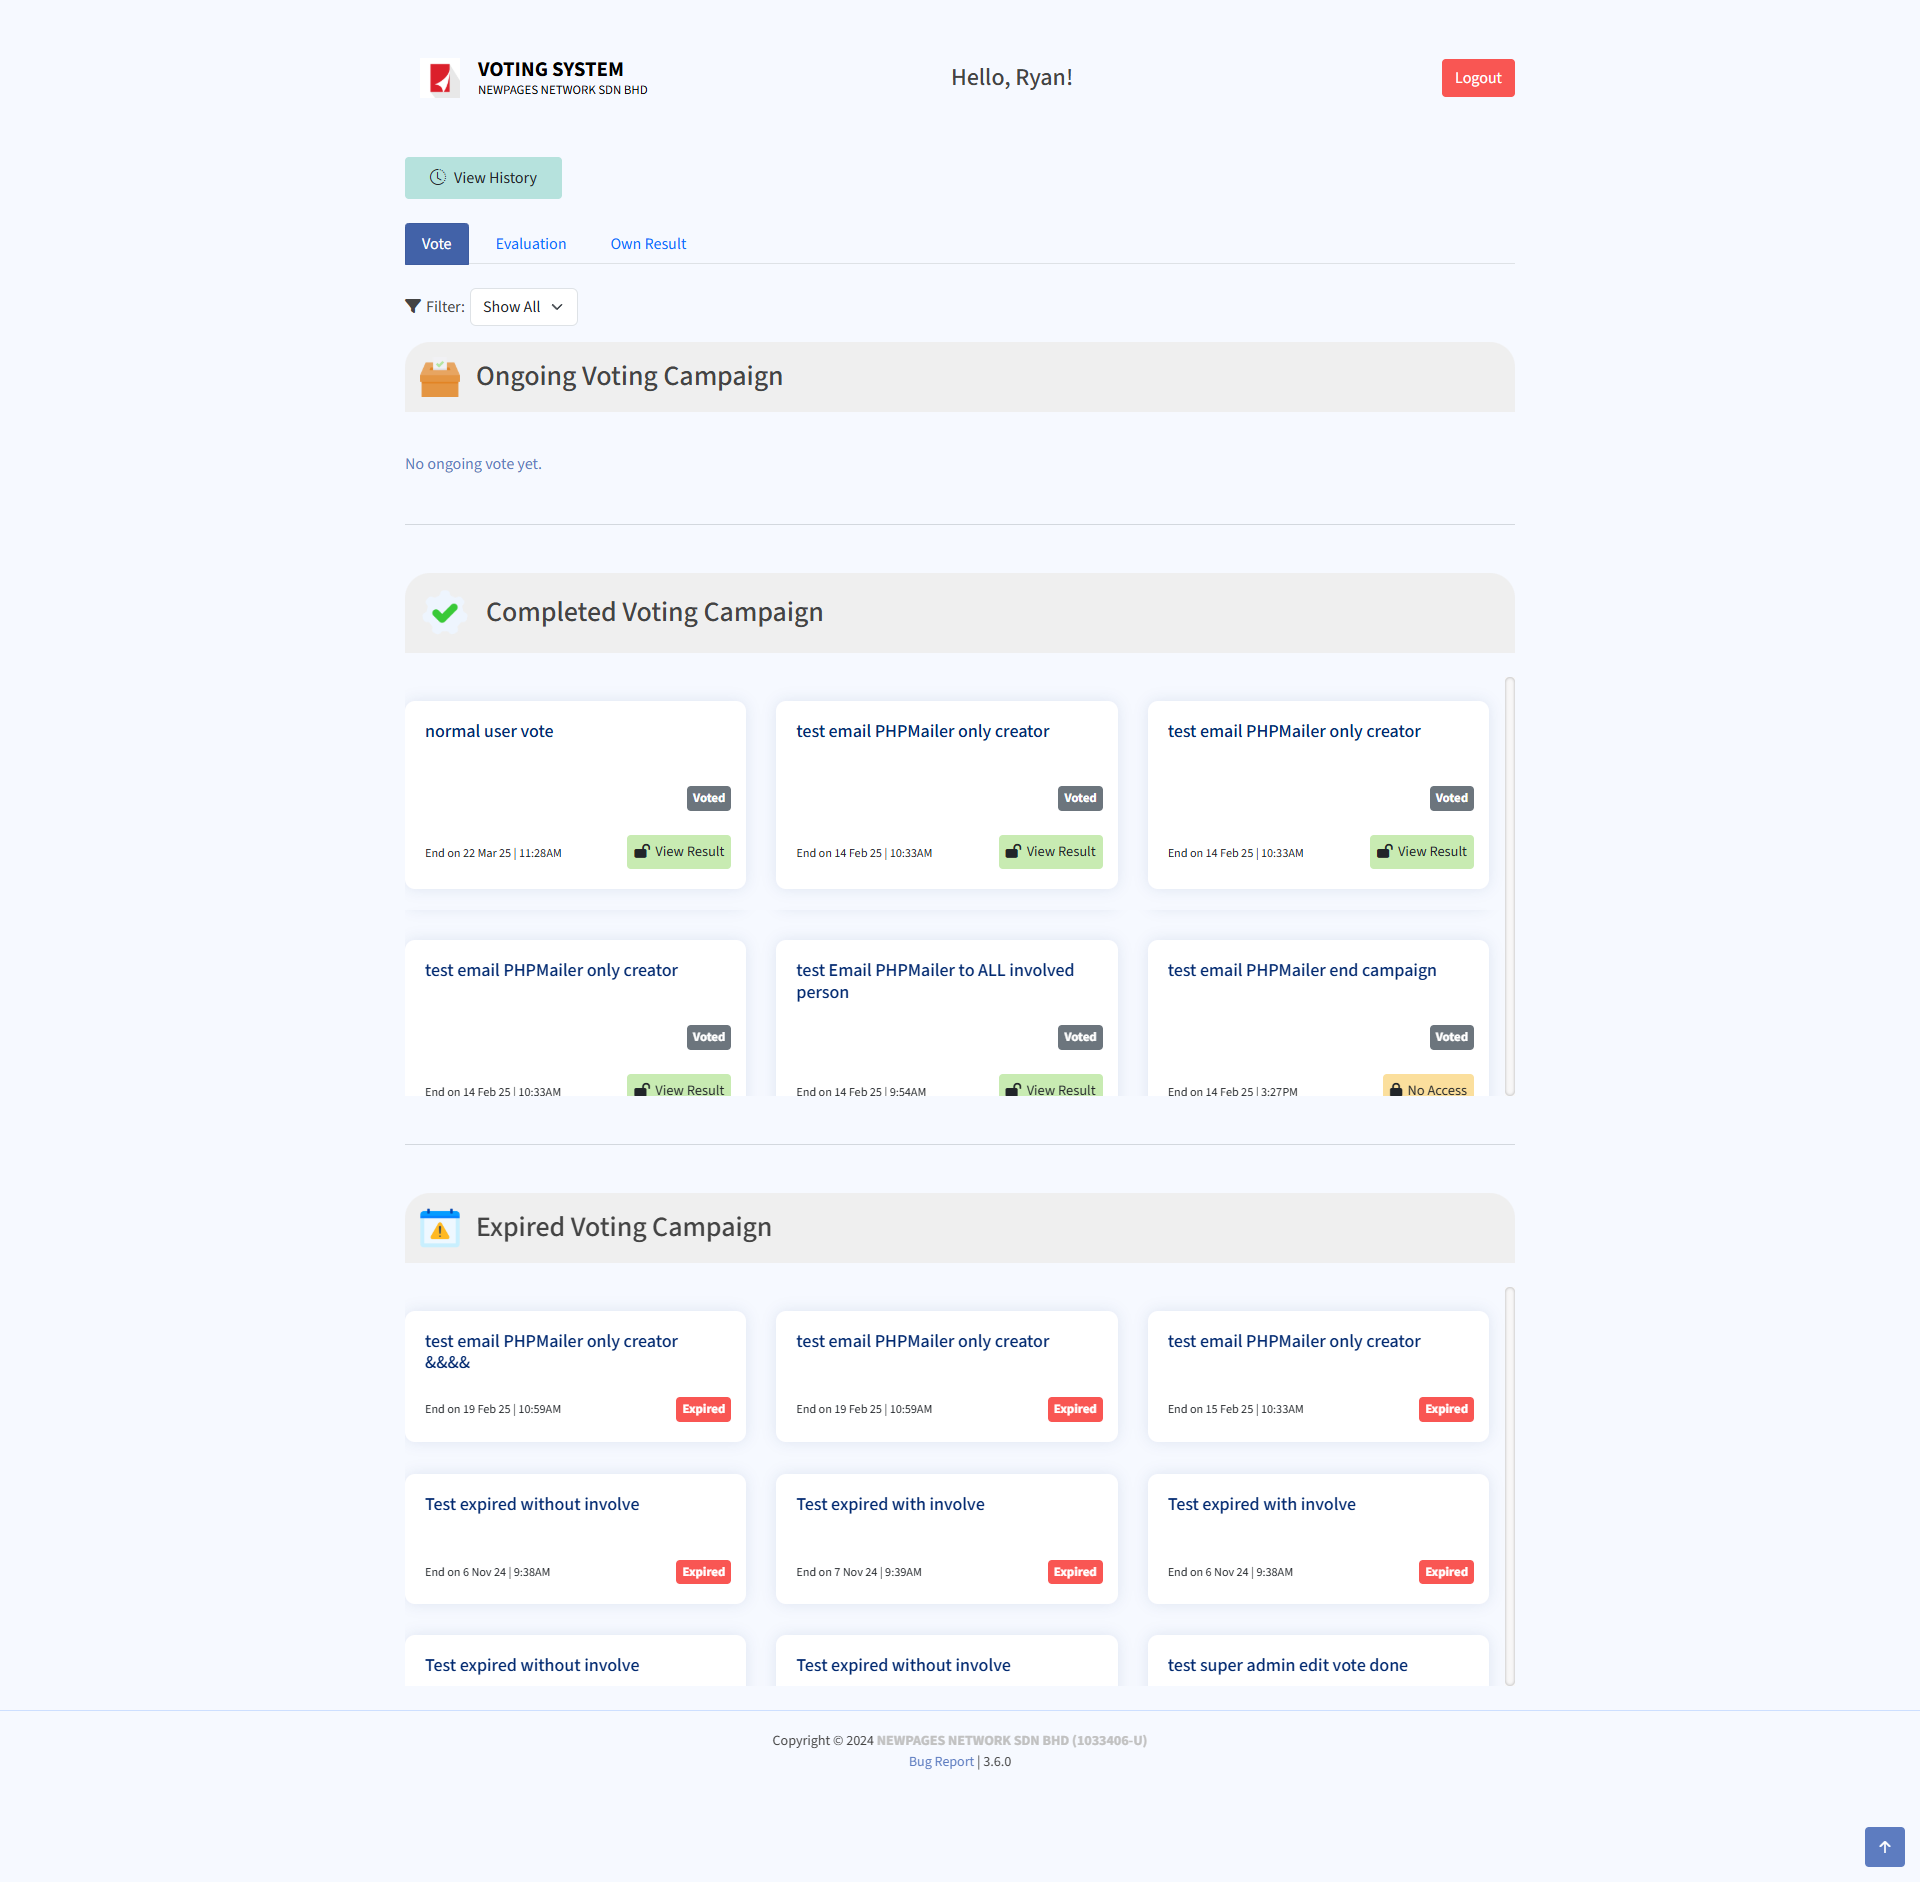 VOTING SYSTEM
NEWPAGES NETWORK SDN BHD
Hello, Ryan!
Logout
View History
Vote
Evaluation
Own Result
Filter:
Show All
Ongoing Voting Campaign
No ongoing vote yet.
Completed Voting Campaign
normal user vote
Voted
End on 22 Mar 25 | 11:28AM
View Result
test email PHPMailer only creator
Voted
End on 14 Feb 25 | 10:33AM
View Result
test email PHPMailer only creator
Voted
End on 14 Feb 25 | 10:33AM
View Result
test email PHPMailer only creator
Voted
End on 14 Feb 25 | 10:33AM
View Result
test Email PHPMailer to ALL involved
person
Voted
End on 14 Feb 25 | 9:54AM
View Result
test email PHPMailer end campaign
Voted
End on 14 Feb 25 | 3:27PM
No Access
Expired Voting Campaign
test email PHPMailer only creator
&&&&
End on 19 Feb 25 | 10:59AM
Expired
test email PHPMailer only creator
End on 19 Feb 25 | 10:59AM
Expired
test email PHPMailer only creator
End on 15 Feb 25 | 10:33AM
Expired
Test expired without involve
End on 6 Nov 24 | 9:38AM
Expired
Test expired with involve
End on 7 Nov 24 | 9:39AM
Expired
Test expired with involve
End on 6 Nov 24 | 9:38AM
Expired
Test expired without involve
Test expired without involve
test super admin edit vote done
Copyright © 2024 NEWPAGES NETWORK SDN BHD (1033406-U)
Bug Report | 3.6.0